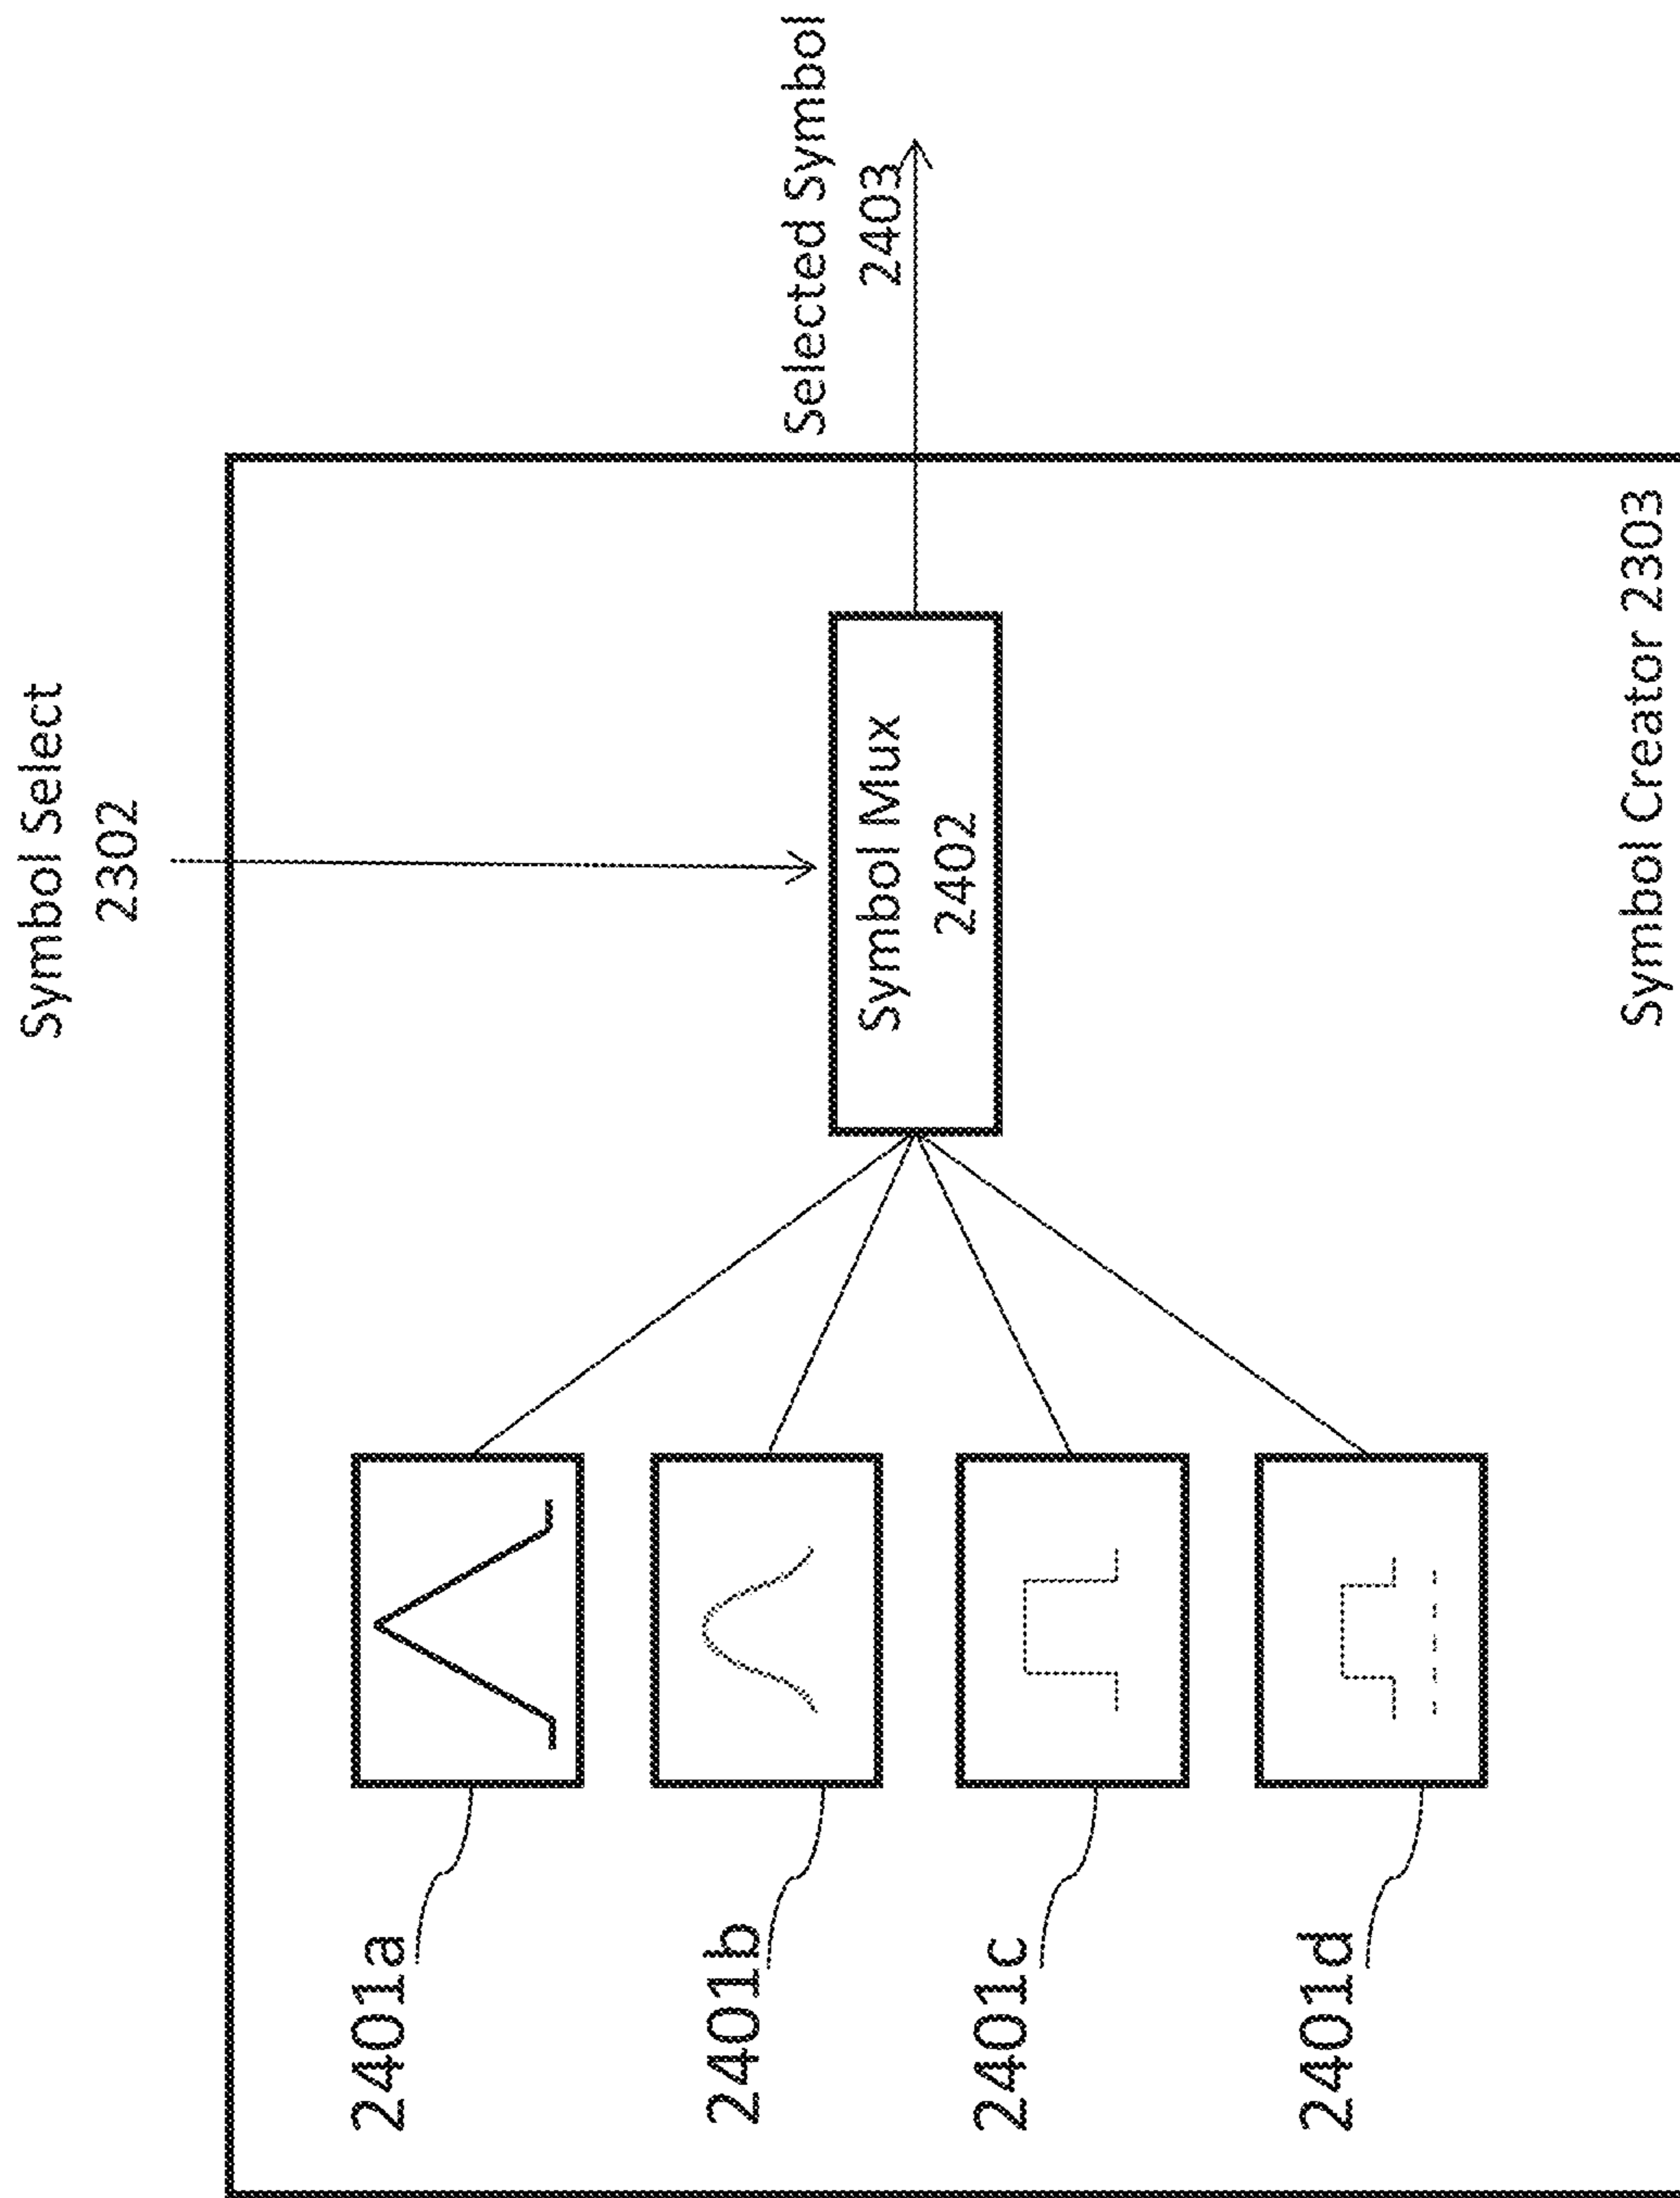 Symbol Select
2302
Selected Symbol
2403
2401a
2401b
Symbol Mux
2402
2401c
2401d
Symbol Creator 2303